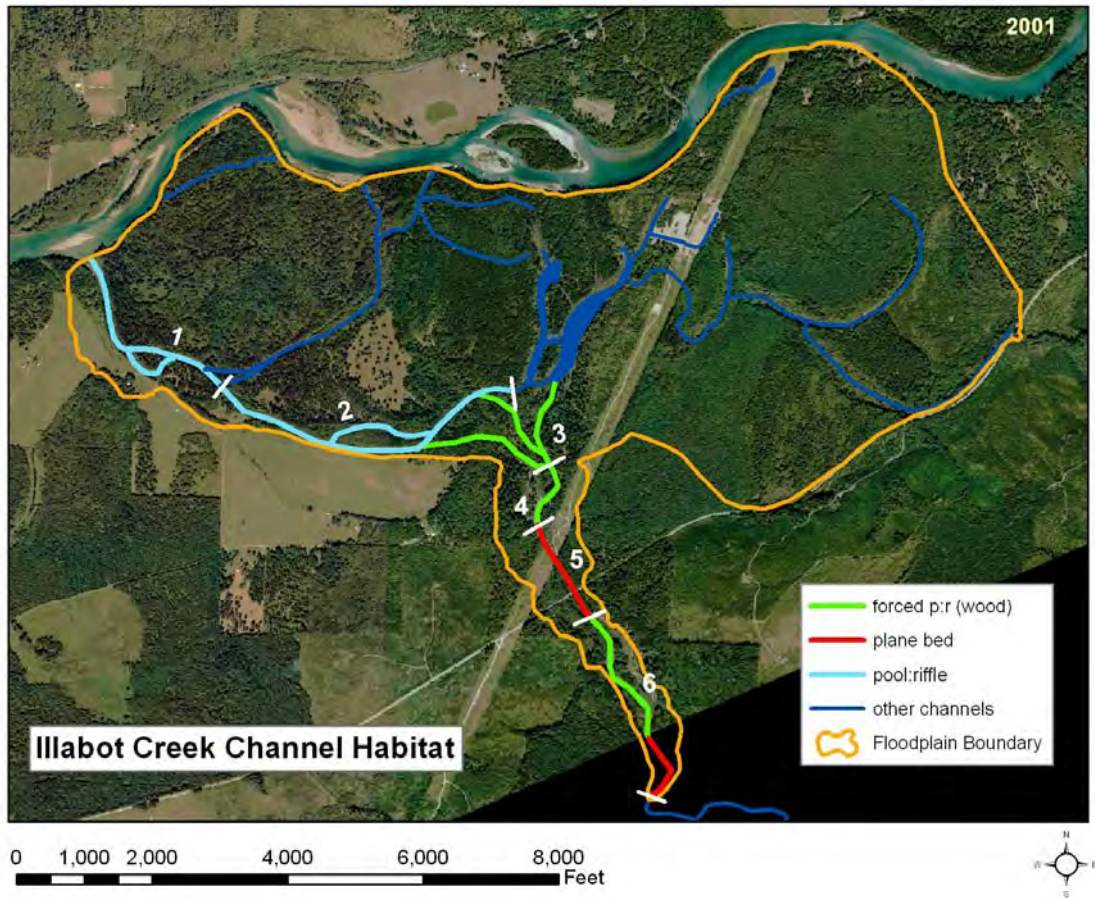 2001
1
2
3
4
5
6
forced p:r (wood)
plane bed
pool:riffle
other channels
Floodplain Boundary
Illabot Creek Channel Habitat
0 1,000 2,000 4,000 6,000 8,000
Feet
N
W
S